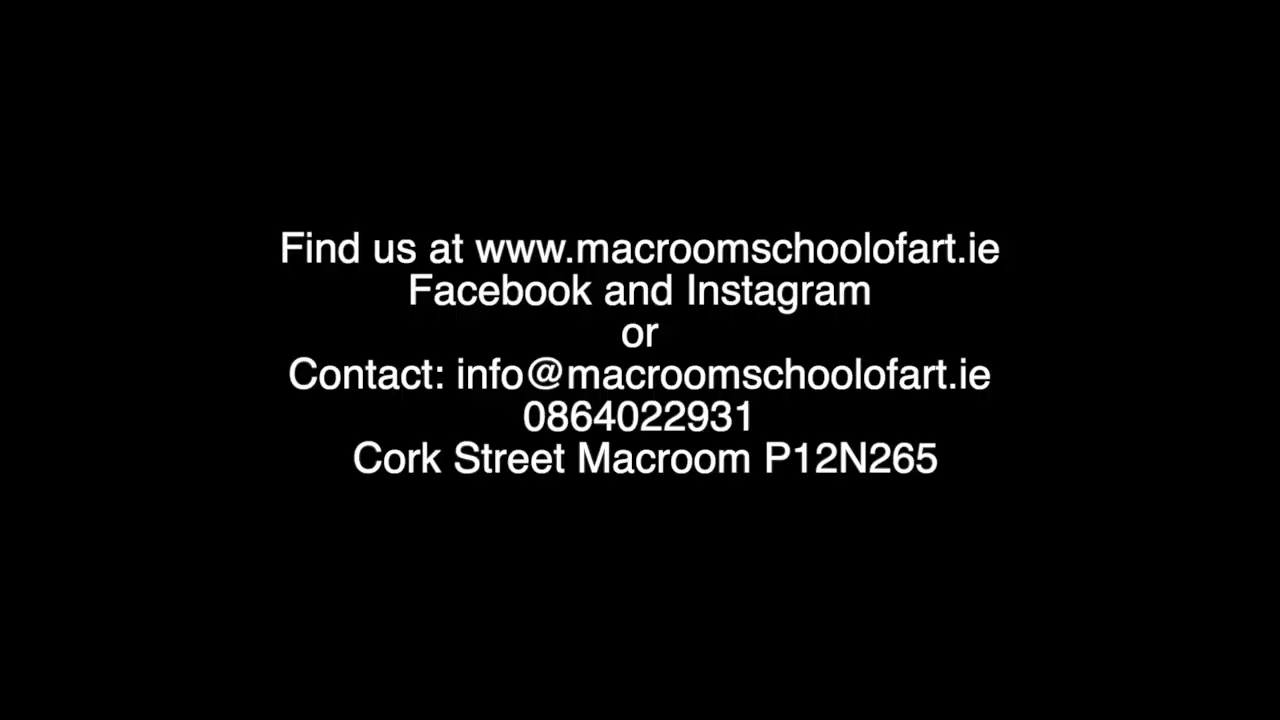 Find us at www.macroomschoolofart.ie
Facebook and Instagram
or
Contact: info@macroomschoolofart.ie
0864022931
Cork Street Macroom P12N265